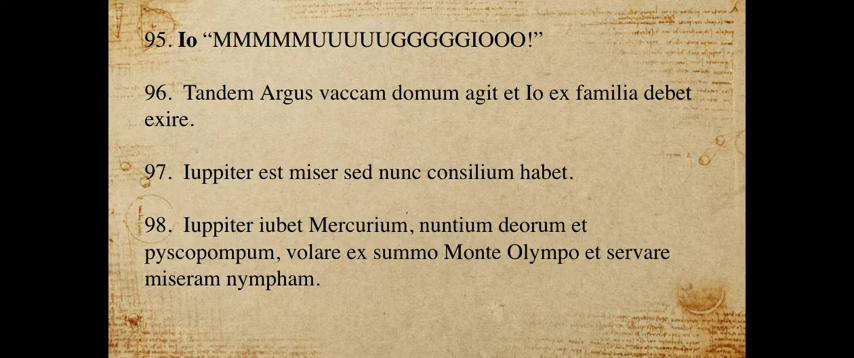 95. Io “MMMMMUUUUUGGGGGIOOO!”
96. Tandem Argus vaccam domum agit et Io ex familia debet
exire.
97. Iuppiter est miser sed nunc consilium habet.
98. Iuppiter iubet Mercurium, nuntium deorum et
pyscopompum, volare ex summo Monte Olympo et servare
miseram nympham.